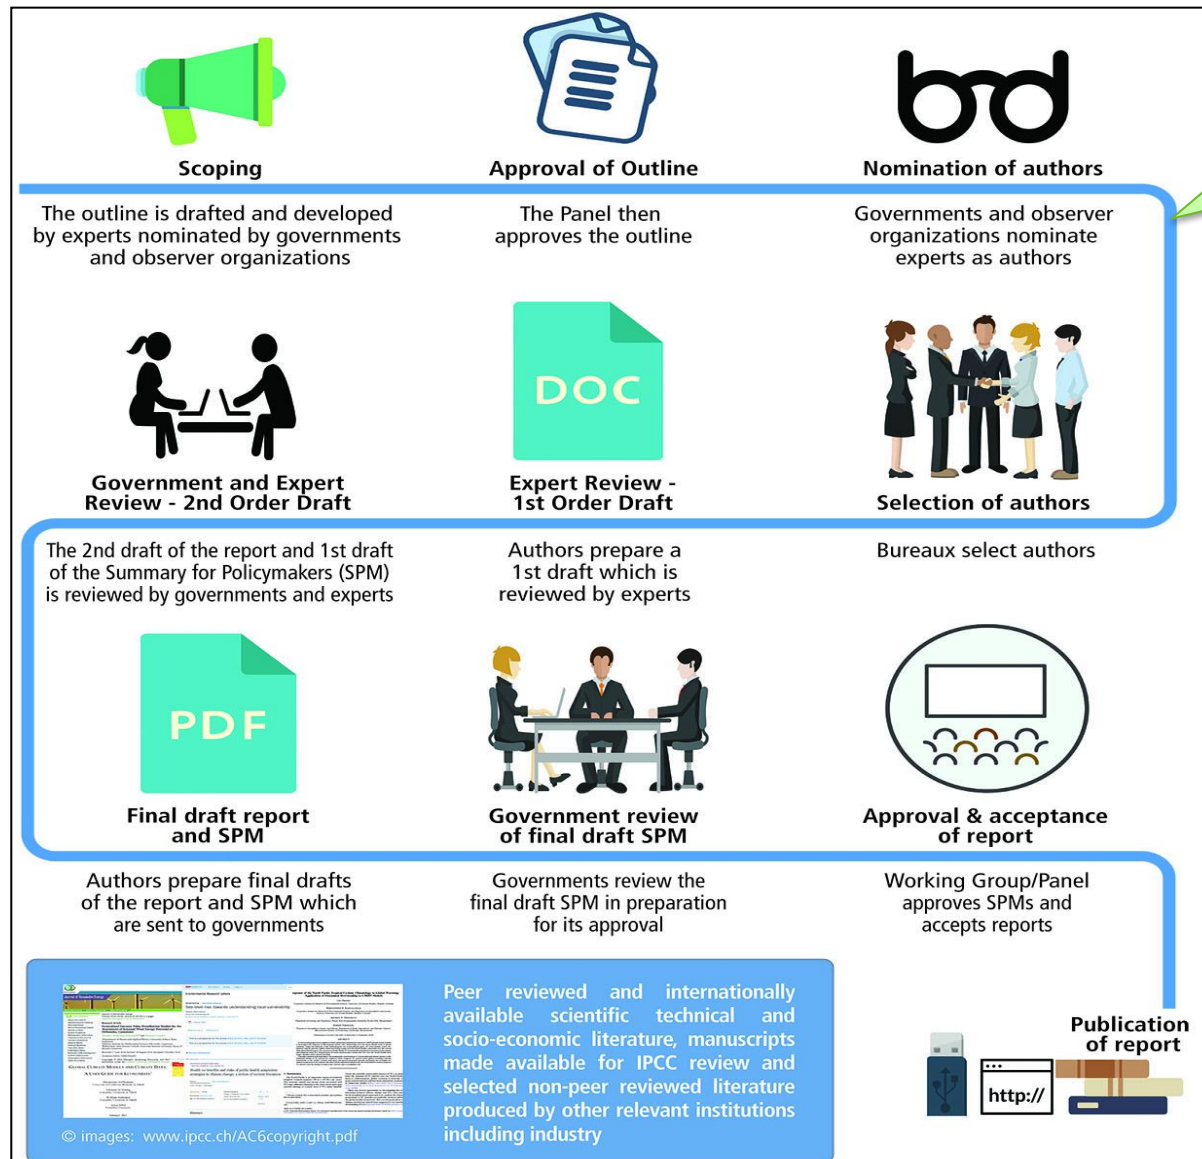 Scoping
Approval of Outline
Nomination of authors
The outline is drafted and developed
by experts nominated by governments
and observer organizations
The Panel then
approves the outline
Governments and observer
organizations nominate
experts as authors
DOC
Government and Expert
Review - 2nd Order Draft
Expert Review -
1st Order Draft
Selection of authors
The 2nd draft of the report and 1st draft
of the Summary for Policymakers (SPM)
is reviewed by governments and experts
Authors prepare a
1st draft which is
reviewed by experts
Bureaux select authors
PDF
Final draft report
and SPM
Government review
of final draft SPM
Approval & acceptance
of report
Authors prepare final drafts
of the report and SPM which
are sent to governments
Governments review the
final draft SPM in preparation
for its approval
Working Group/Panel
approves SPMs and
accepts reports
Peer reviewed and internationally
available scientific technical and
socio-economic literature, manuscripts
made available for IPCC review and
selected non-peer reviewed literature
produced by other relevant institutions
including industry
© images: www.ipcc.ch/AC6copyright.pdf
Publication
of report
http://